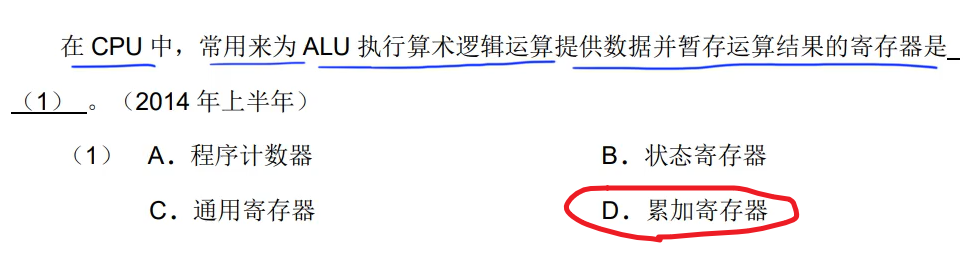 在 CPU 中，常用来为 ALU 执行算术逻辑运算提供数据并暂存运算结果的寄存器是
（1） 。（2014 年上半年）
（1） A．程序计数器 B．状态寄存器
C．通用寄存器 D．累加寄存器